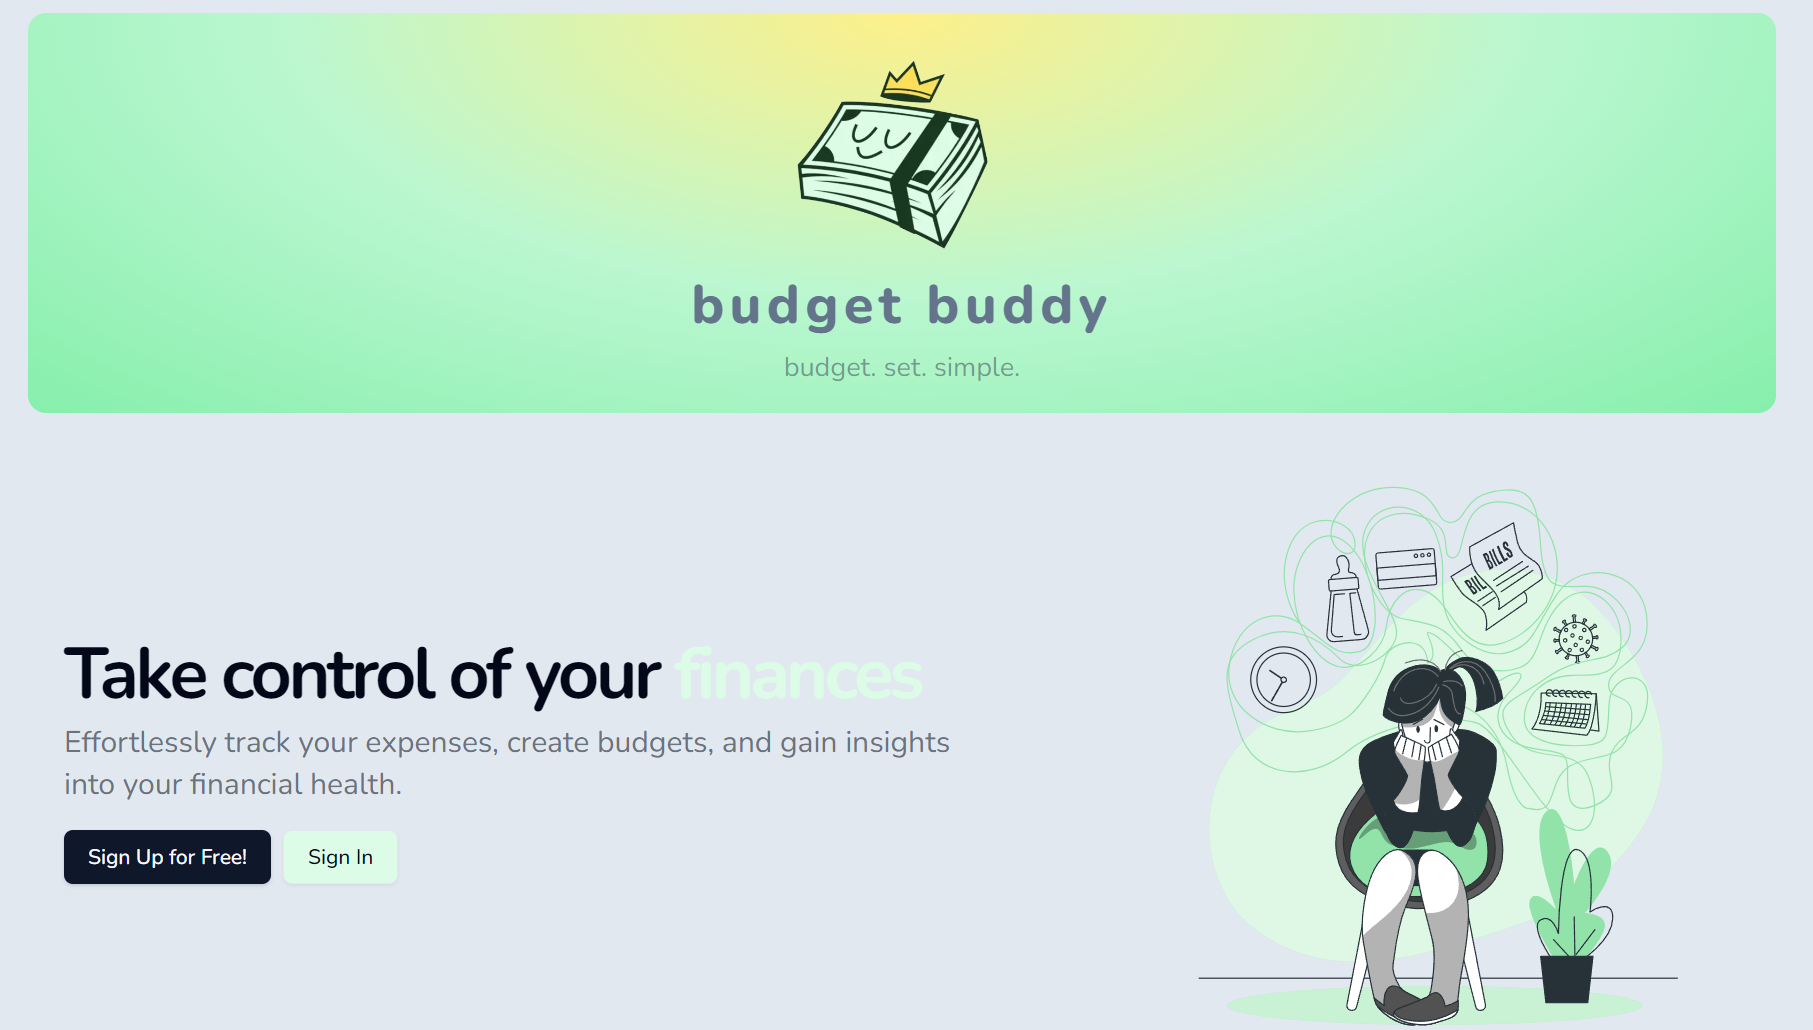 budget buddy
budget. set. simple.
Take control of your finances
Effortlessly track your expenses, create budgets, and gain insights
into your financial health.
Sign Up for Free!
Sign In
BILLS
BIL